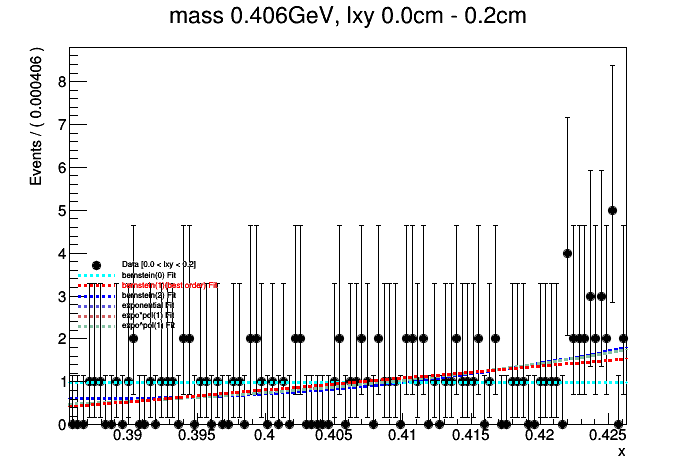 mass 0.406GeV, lxy 0.0cm - 0.2cm
Events / ( 0.000406 )
8
7
6
5
4
3
2
1
0
Data [0.0 < lxy < 0.2]
bernstein(0) Fit
bernstein(1)(best order) Fit
bernstein(2) Fit
exponential Fit
expo*pol(1) Fit
expo^pol(1) Fit
0.39 0.395 0.4 0.405 0.41 0.415 0.42 0.425
x